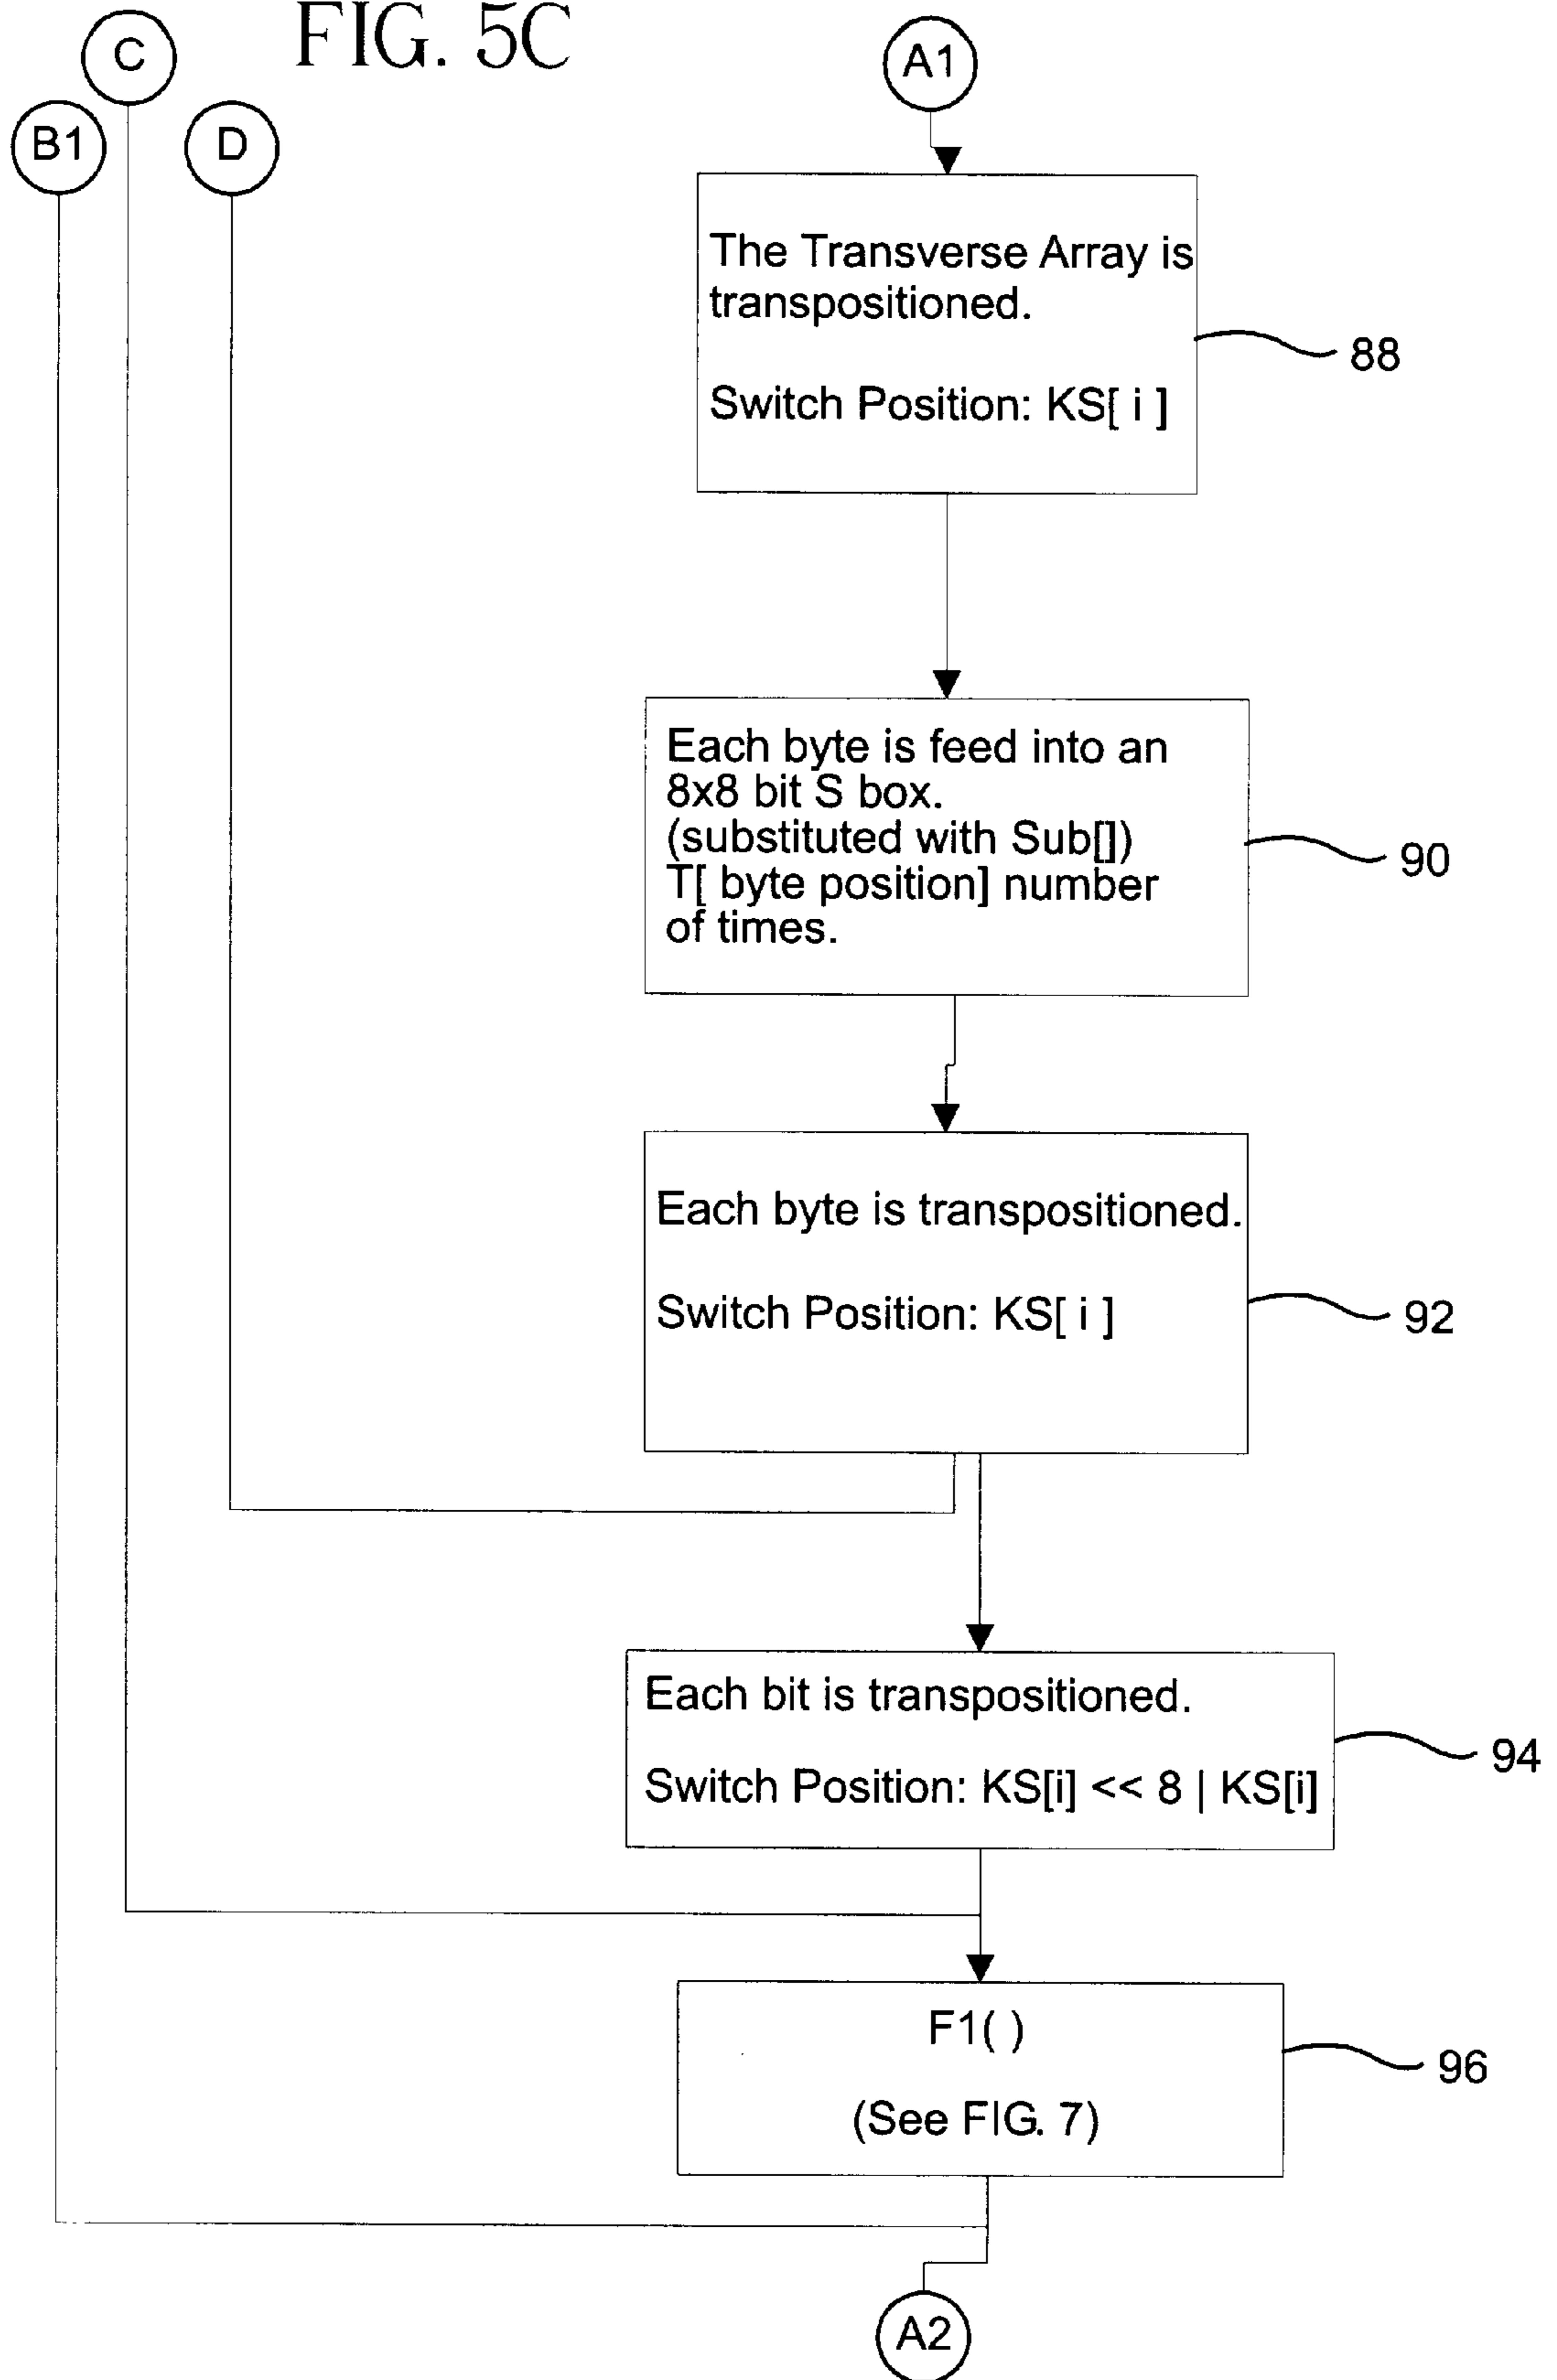 FIG. 5C
C
A1
B1
D
The Transverse Array is
transpositioned.
Switch Position: KS[ i ]
88
Each byte is feed into an
8x8 bit S box.
(substituted with Sub[])
T[ byte position] number
of times.
90
Each byte is transpositioned.
Switch Position: KS[ i ]
92
Each bit is transpositioned.
Switch Position: KS[i] << 8 | KS[i]
94
F1( )
(See FIG. 7)
96
A2